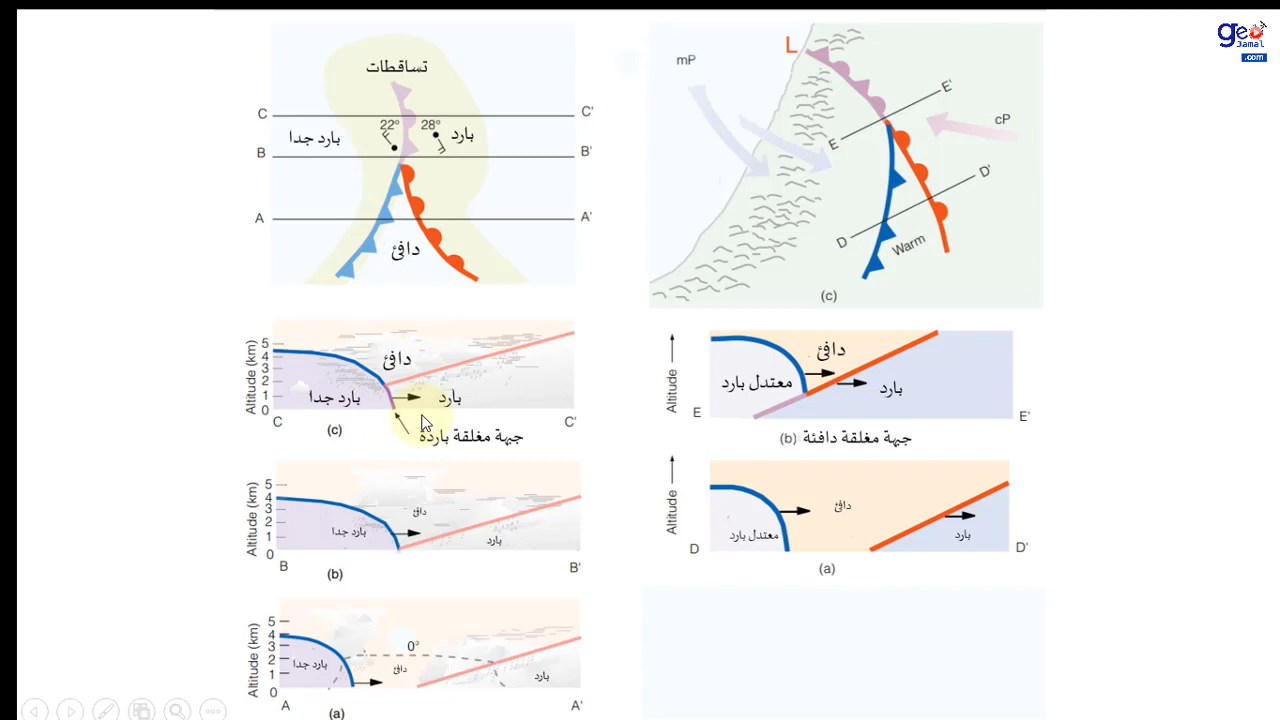 geo
Jamal
.com
تساقطات
C
C'
22°
28°
بارد جدا
بارد
B
B'
A
A'
دافئ
Altitude (km)
5
4
3
2
1
0
دافئ
بارد جدا
بارد
C
(c)
C'
جبهة مغلقة باردة
Altitude (km)
5
4
3
2
1
0
دافئ
بارد جدا
بارد
B
(b)
B'
Altitude (km)
5
4
3
2
1
0
0°
بارد جدا
دافئ
بارد
A
(a)
A'
L
mP
E'
cP
E
D'
D
Warm
(c)
Altitude
دافئ
معتدل بارد
بارد
E
E'
(b) جبهة مغلقة دافئة
Altitude
دافئ
معتدل بارد
بارد
D
D'
(a)